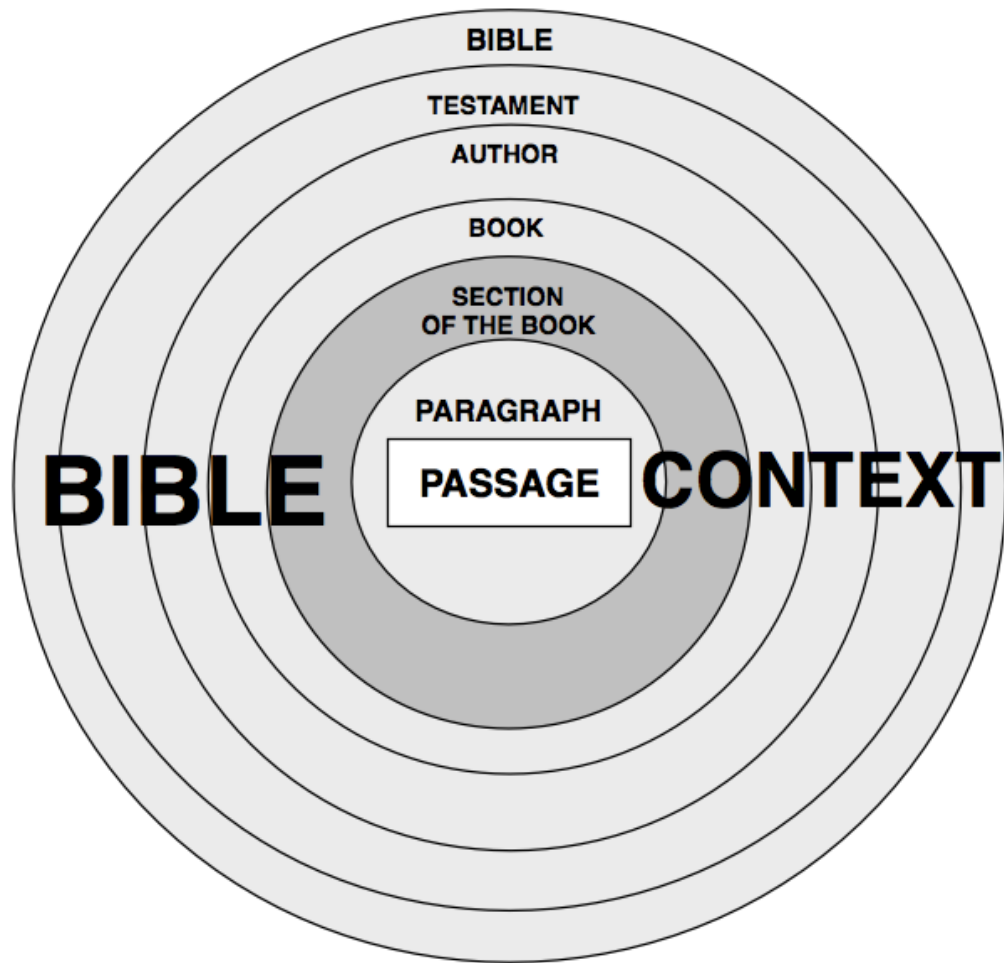 BIBLE
TESTAMENT
AUTHOR
BOOK
SECTION
OF THE BOOK
PARAGRAPH
BIBLE
PASSAGE
CONTEXT